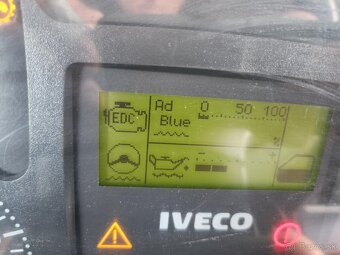 Ad 0 50 100
EDC
Blue
%
- +
IVECO